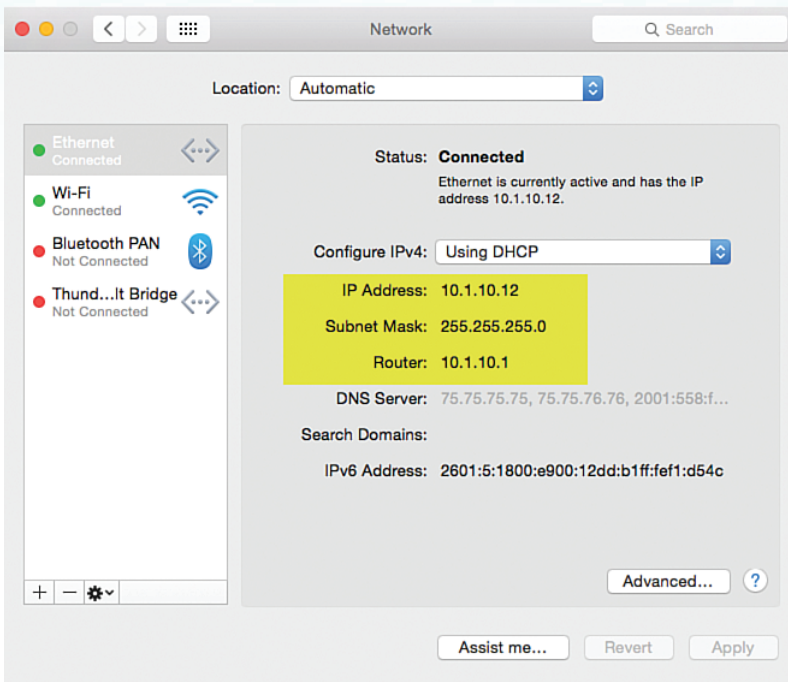 Network
Search
Location: Automatic
Ethernet
Connected
Wi-Fi
Connected
Bluetooth PAN
Not Connected
Thund...lt Bridge
Not Connected
Status: Connected
Ethernet is currently active and has the IP
address 10.1.10.12.
Configure IPv4: Using DHCP
IP Address: 10.1.10.12
Subnet Mask: 255.255.255.0
Router: 10.1.10.1
DNS Server: 75.75.75.75, 75.75.76.76, 2001:558:f...
Search Domains:
IPv6 Address: 2601:5:1800:e900:12dd:b1ff:fef1:d54c
Advanced... ?
Assist me... Revert Apply